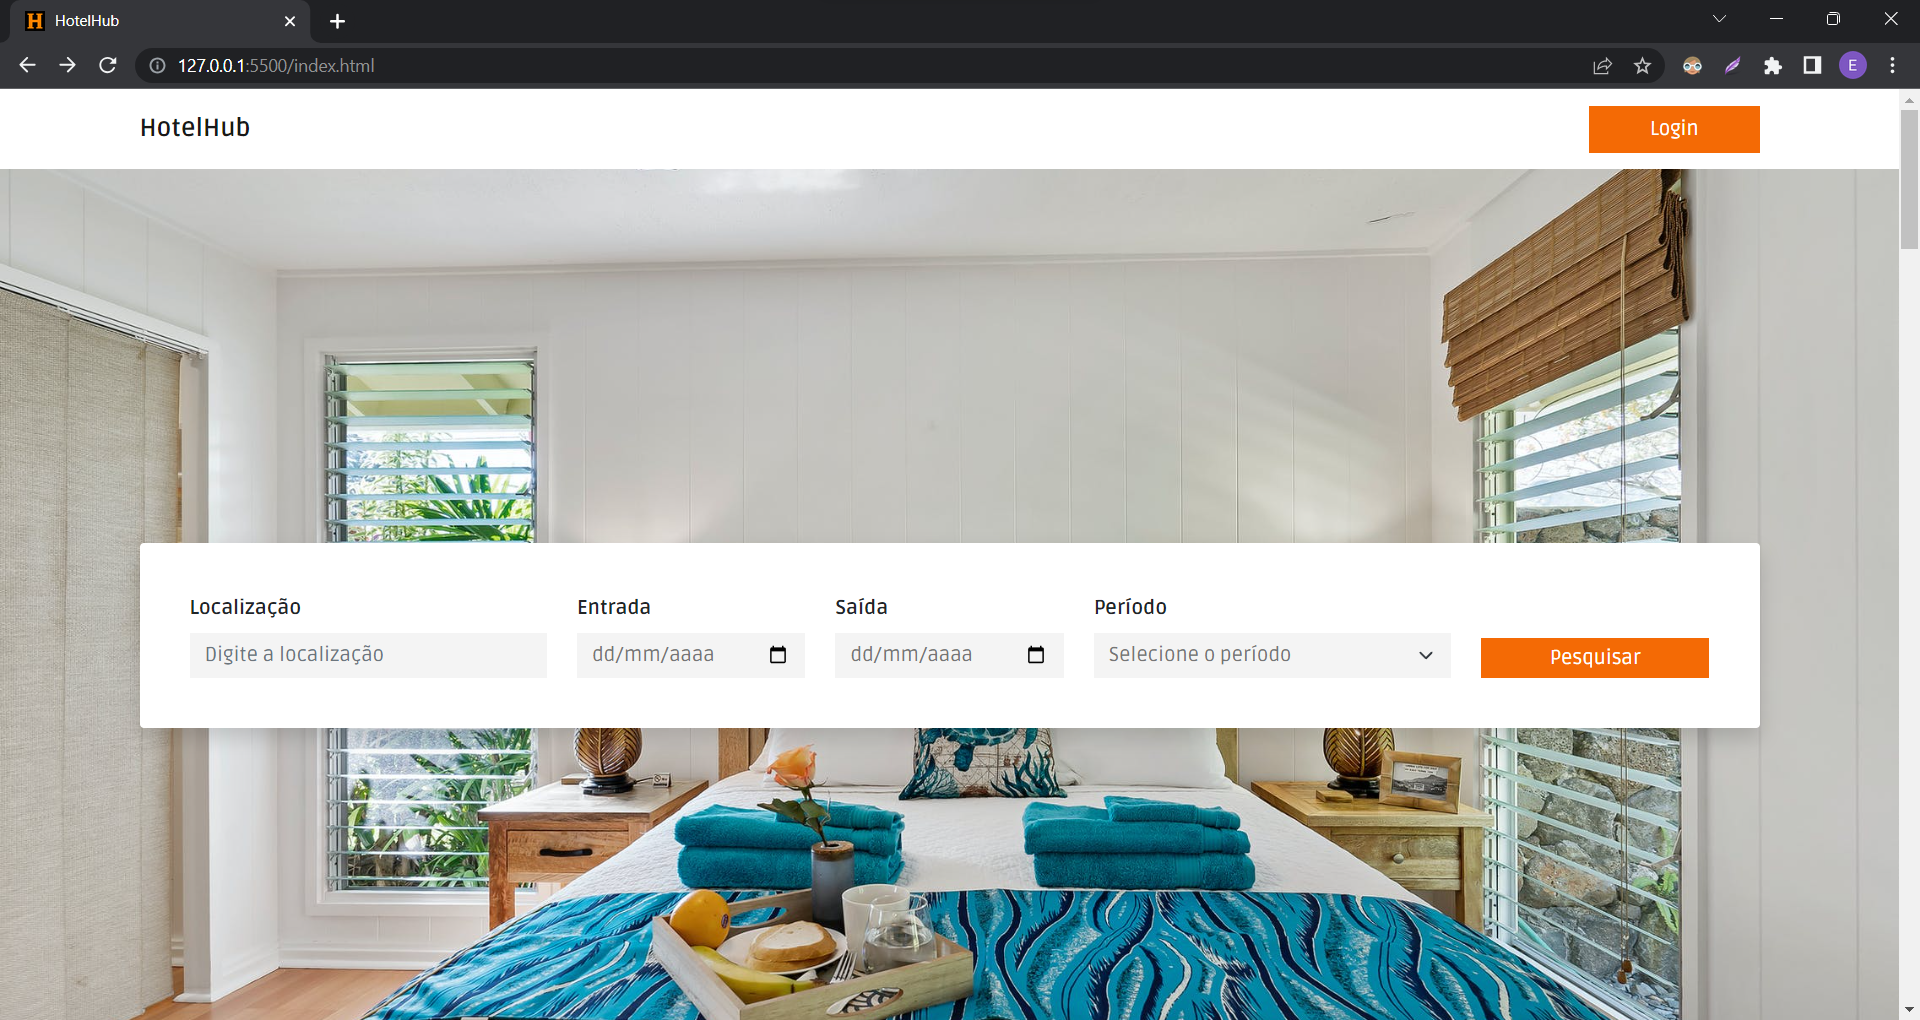 H HotelHub
127.0.0.1:5500/index.html
E
HotelHub
Login
Localização Entrada Saída Período
Digite a localização dd/mm/aaaa dd/mm/aaaa Selecione o período Pesquisar